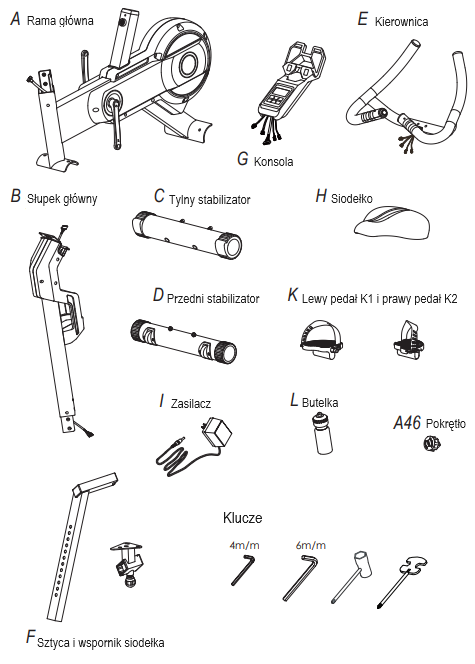 A Rama główna
E Kierownica
G Konsola
B Słupek główny
C Tylny stabilizator
H Siodełko
D Przedni stabilizator
K Lewy pedał K1 i prawy pedał K2
I Zasilacz
L Butelka
A46 Pokrętło
Klucze
4m/m
6m/m
F Sztyca i wspornik siodełka